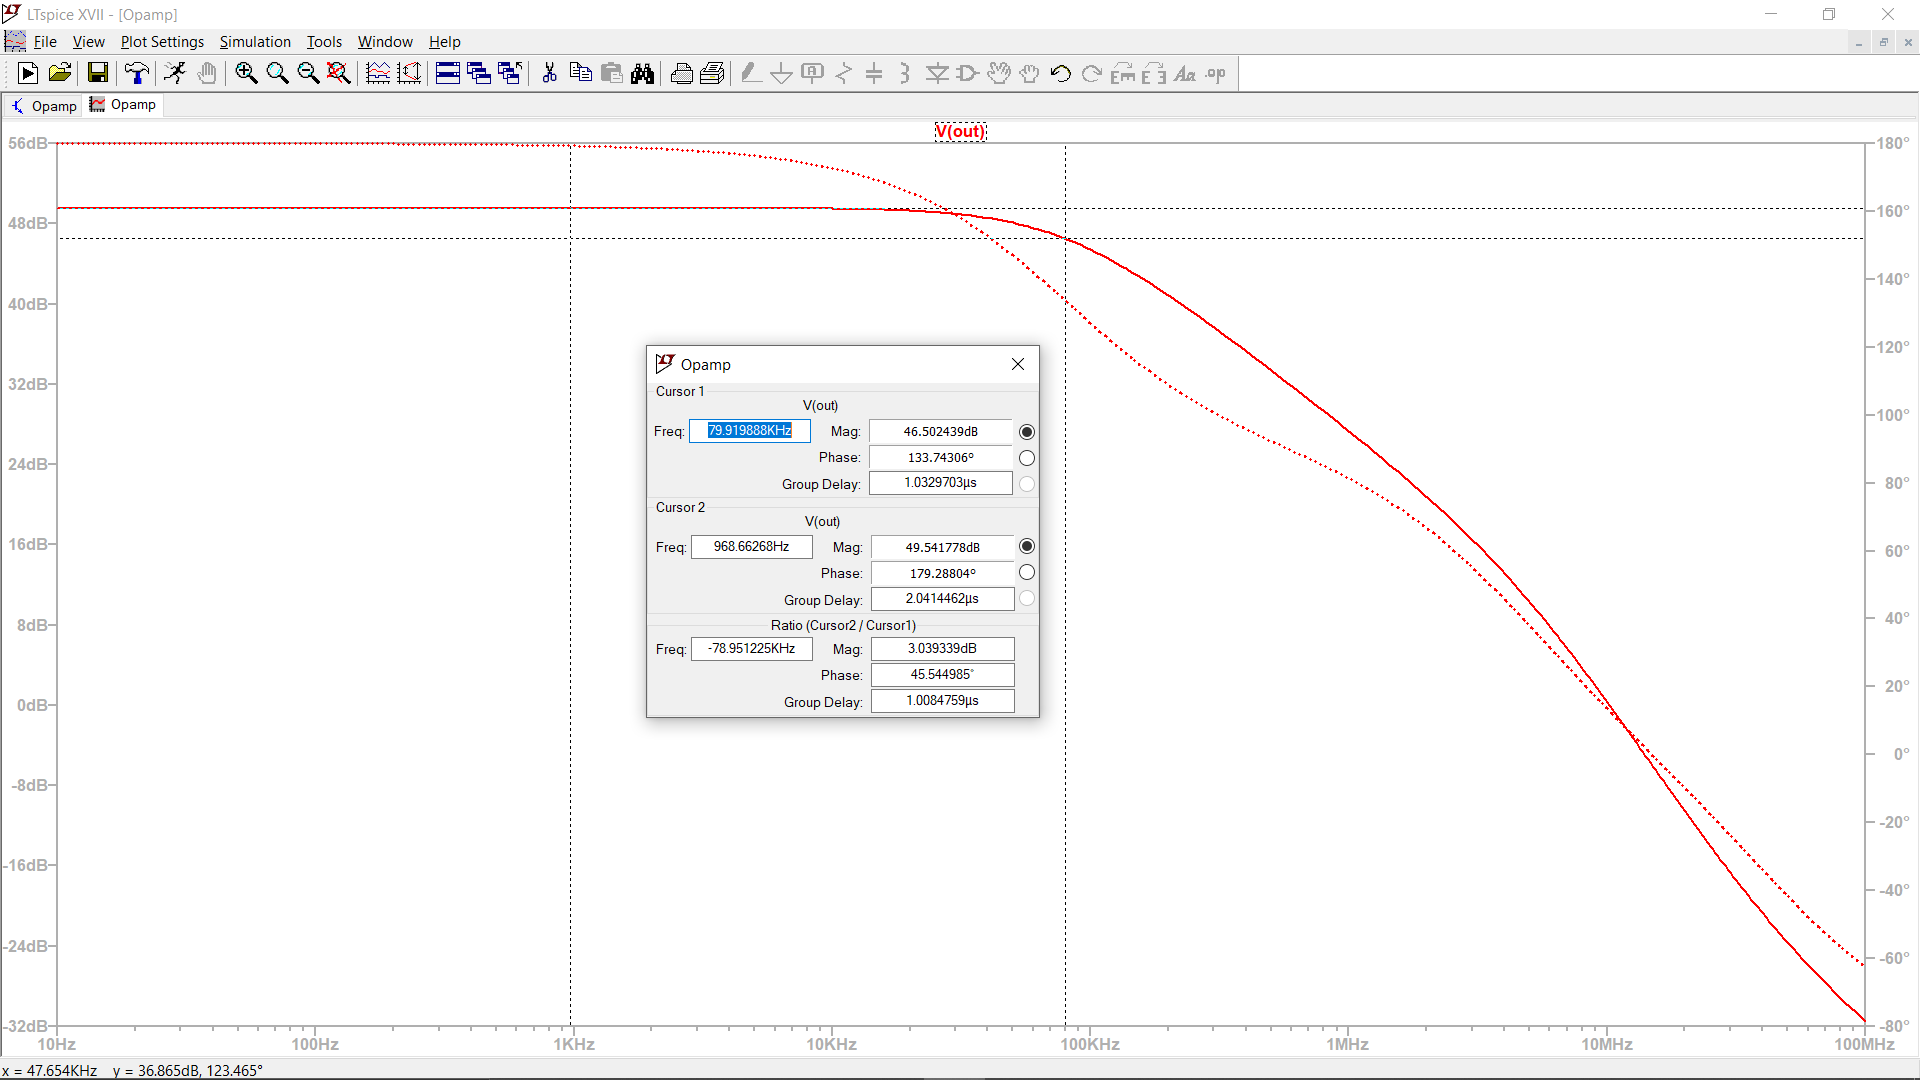 LTspice XVII - [Opamp]
File View Plot Settings Simulation Tools Window Help
Opamp Opamp
V(out)
56dB 180°
48dB 160°
140°
40dB
120°
32dB
100°
24dB
80°
16dB 60°
8dB 40°
20°
0dB
0°
-8dB
-20°
-16dB
-40°
-24dB
-60°
-32dB -80°
10Hz 100Hz 1KHz 10KHz 100KHz 1MHz 10MHz 100MHz
Opamp
Cursor 1
V(out)
Freq: 79.919888KHz Mag: 46.502439dB
Phase: 133.74306°
Group Delay: 1.0329703µs
Cursor 2
V(out)
Freq: 968.66268Hz Mag: 49.541778dB
Phase: 179.28804°
Group Delay: 2.0414462µs
Ratio (Cursor2 / Cursor1)
Freq: -78.951225KHz Mag: 3.039339dB
Phase: 45.544985°
Group Delay: 1.0084759µs
x = 47.654KHz y = 36.865dB, 123.465°